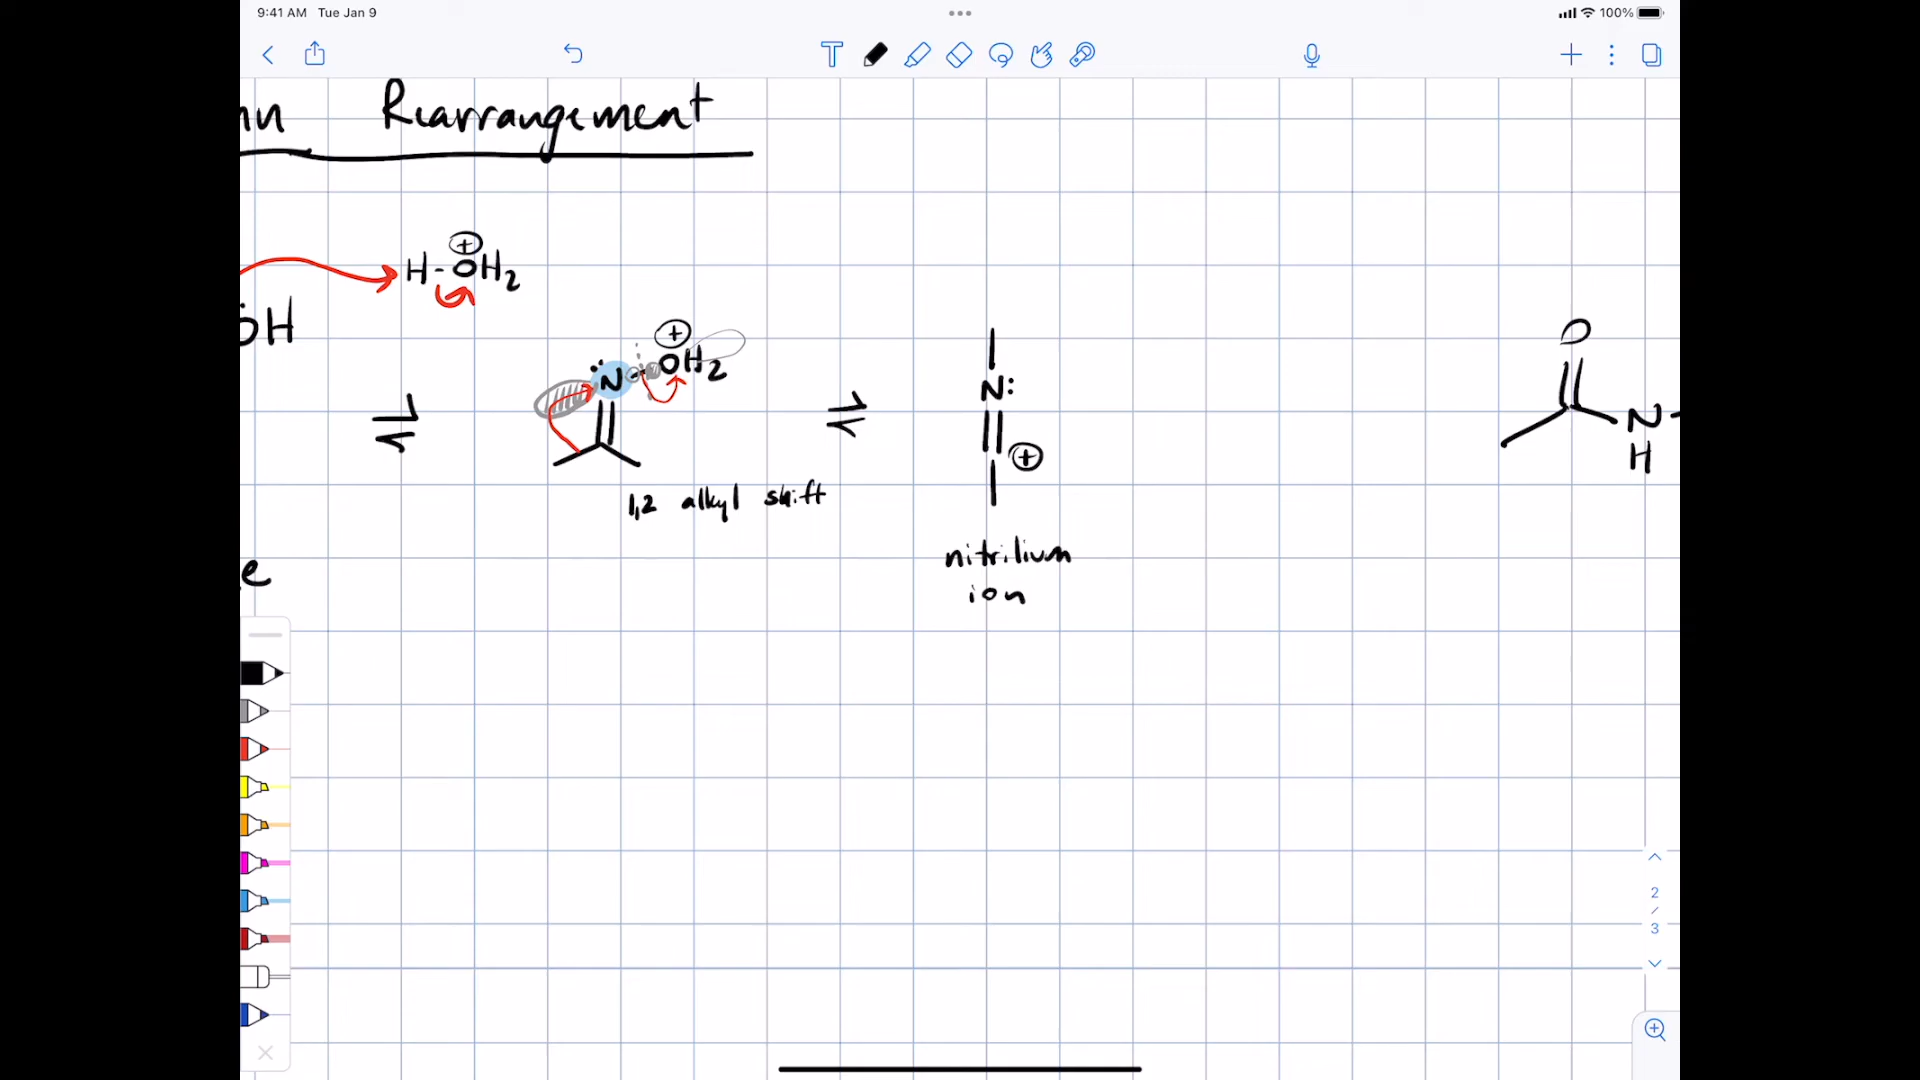 9:41 AM Tue Jan 9
100%
nn Rearrangement
H-OH2
+
OH
N-OH2
+
1,2 alkyl shift
N:
+
nitrilium
ion
O
N
H
e
2
/
3